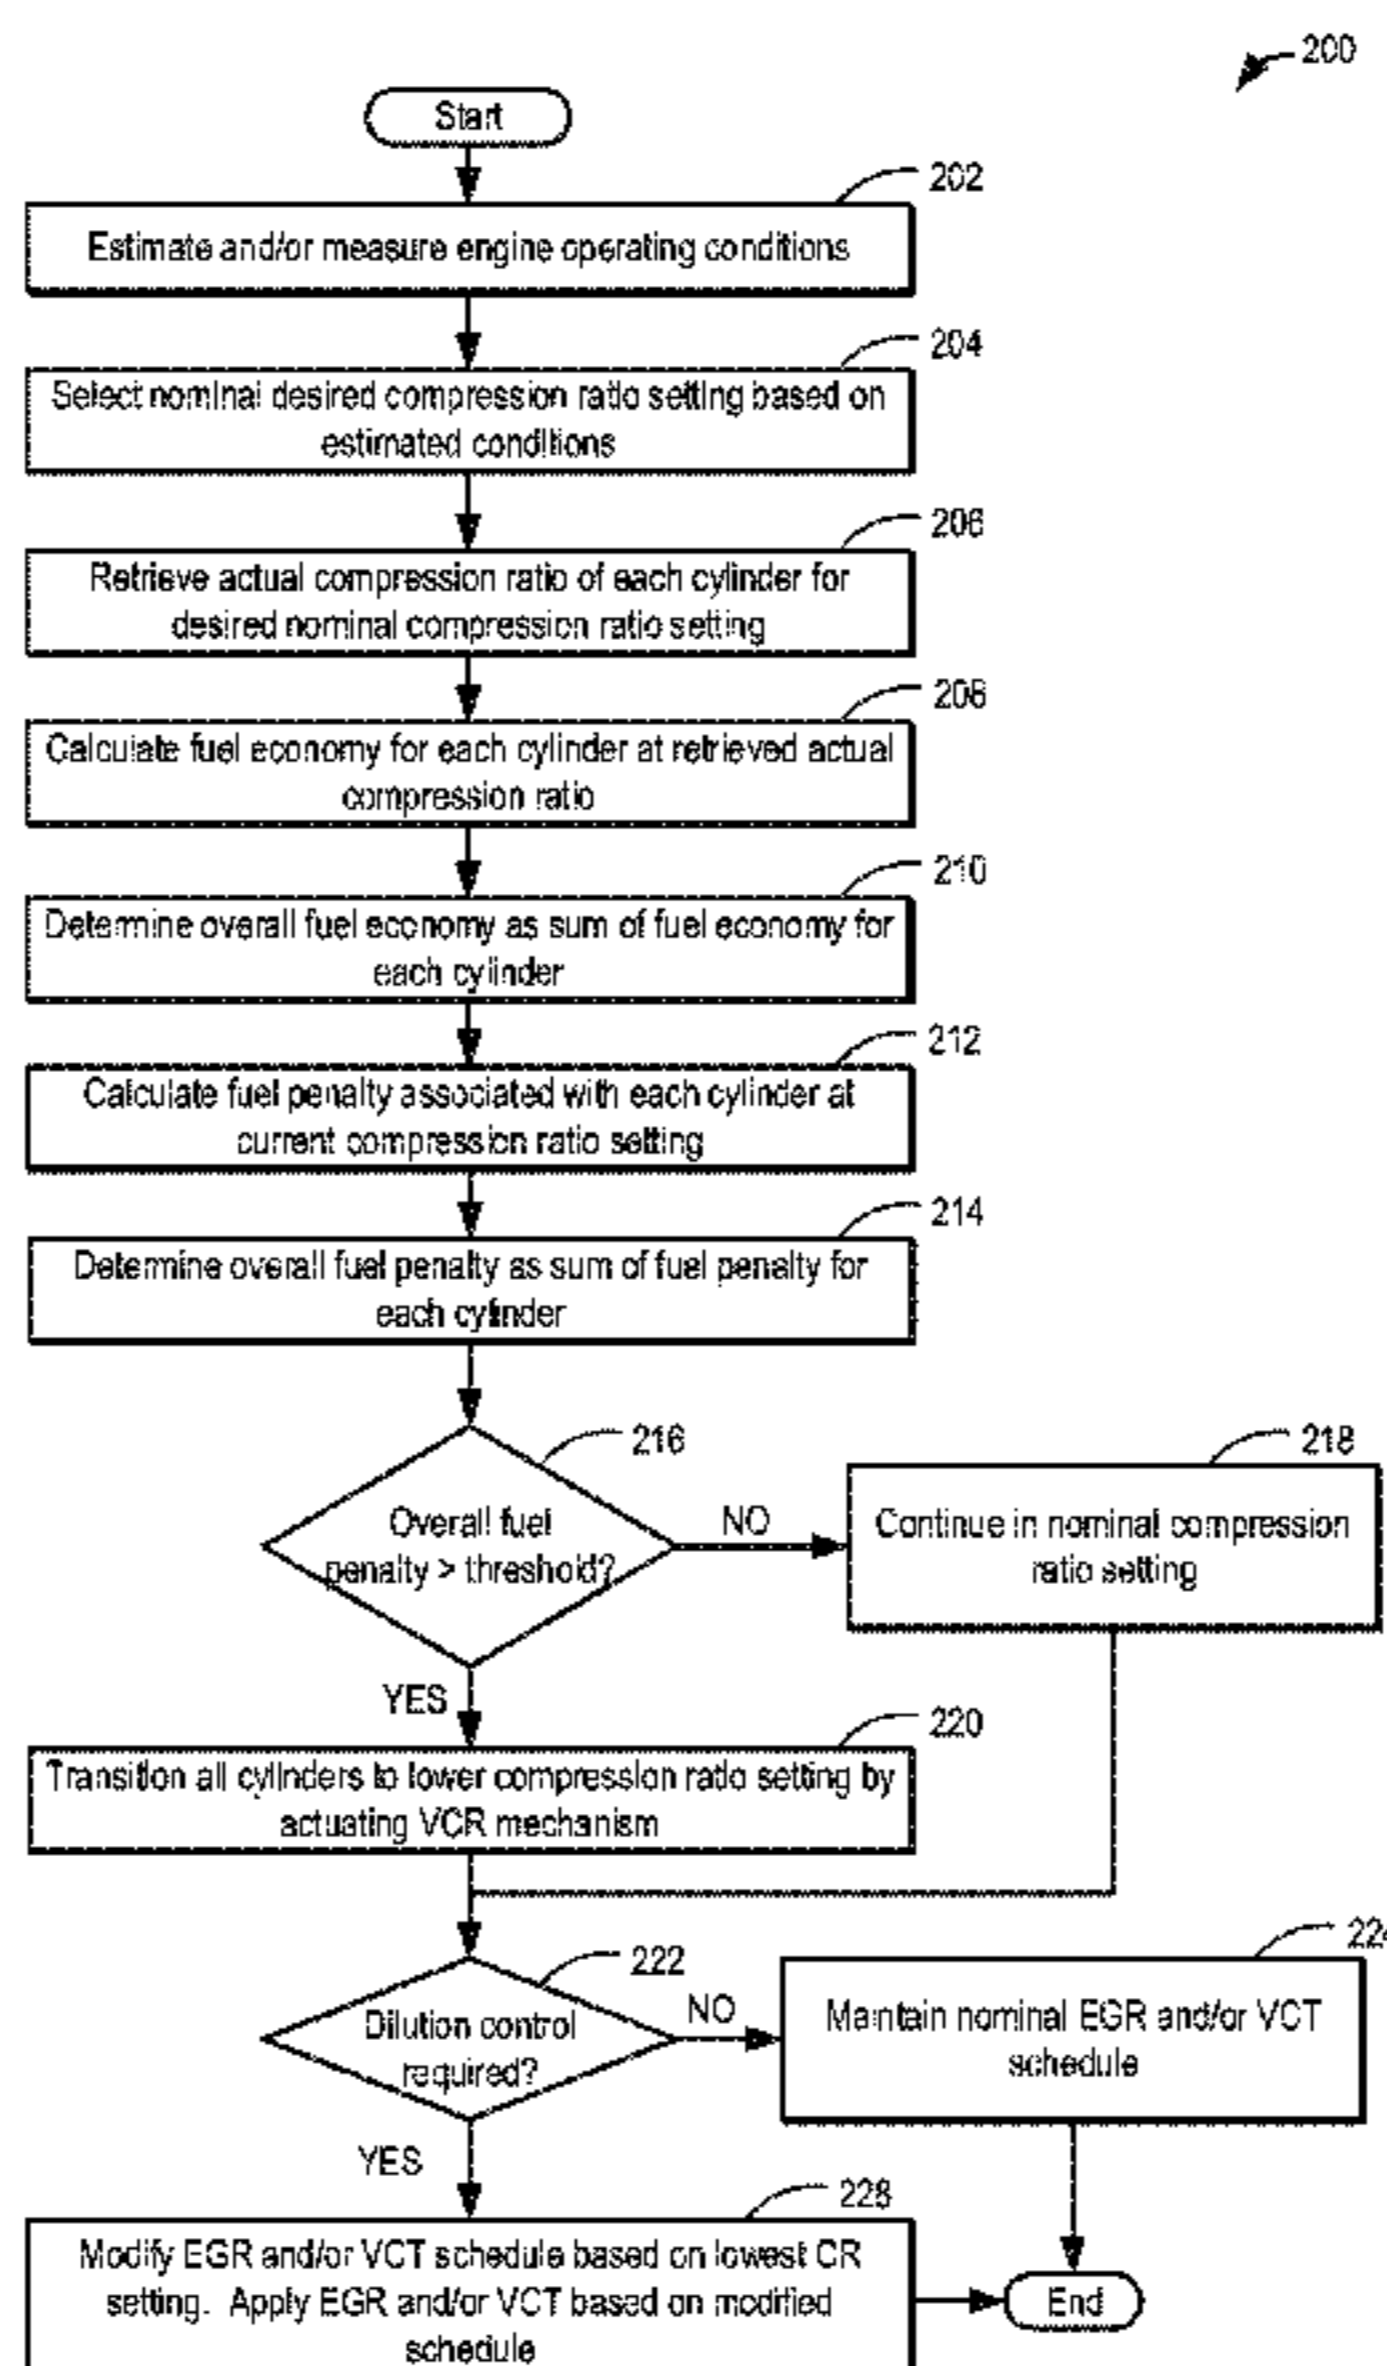 200
Start
202
Estimate and/or measure engine operating conditions
204
Select nominal desired compression ratio setting based on
estimated conditions
206
Retrieve actual compression ratio of each cylinder for
desired nominal compression ratio setting
208
Calculate fuel economy for each cylinder at retrieved actual
compression ratio
210
Determine overall fuel economy as sum of fuel economy for
each cylinder
212
Calculate fuel penalty associated with each cylinder at
current compression ratio setting
214
Determine overall fuel penalty as sum of fuel penalty for
each cylinder
216
Overall fuel
penalty > threshold?
NO
218
Continue in nominal compression
ratio setting
YES
220
Transition all cylinders to lower compression ratio setting by
actuating VCR mechanism
222
Dilution control
required?
NO
224
Maintain nominal EGR and/or VCT
schedule
YES
228
Modify EGR and/or VCT schedule based on lowest CR
setting. Apply EGR and/or VCT based on modified
schedule
End